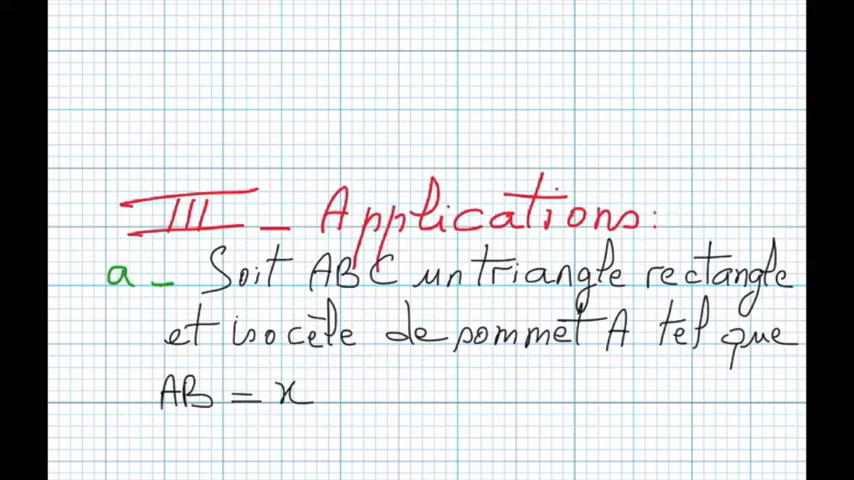 III - Applications:
a - Soit ABC un triangle rectangle
et isocèle de sommet A tel que
AB = x